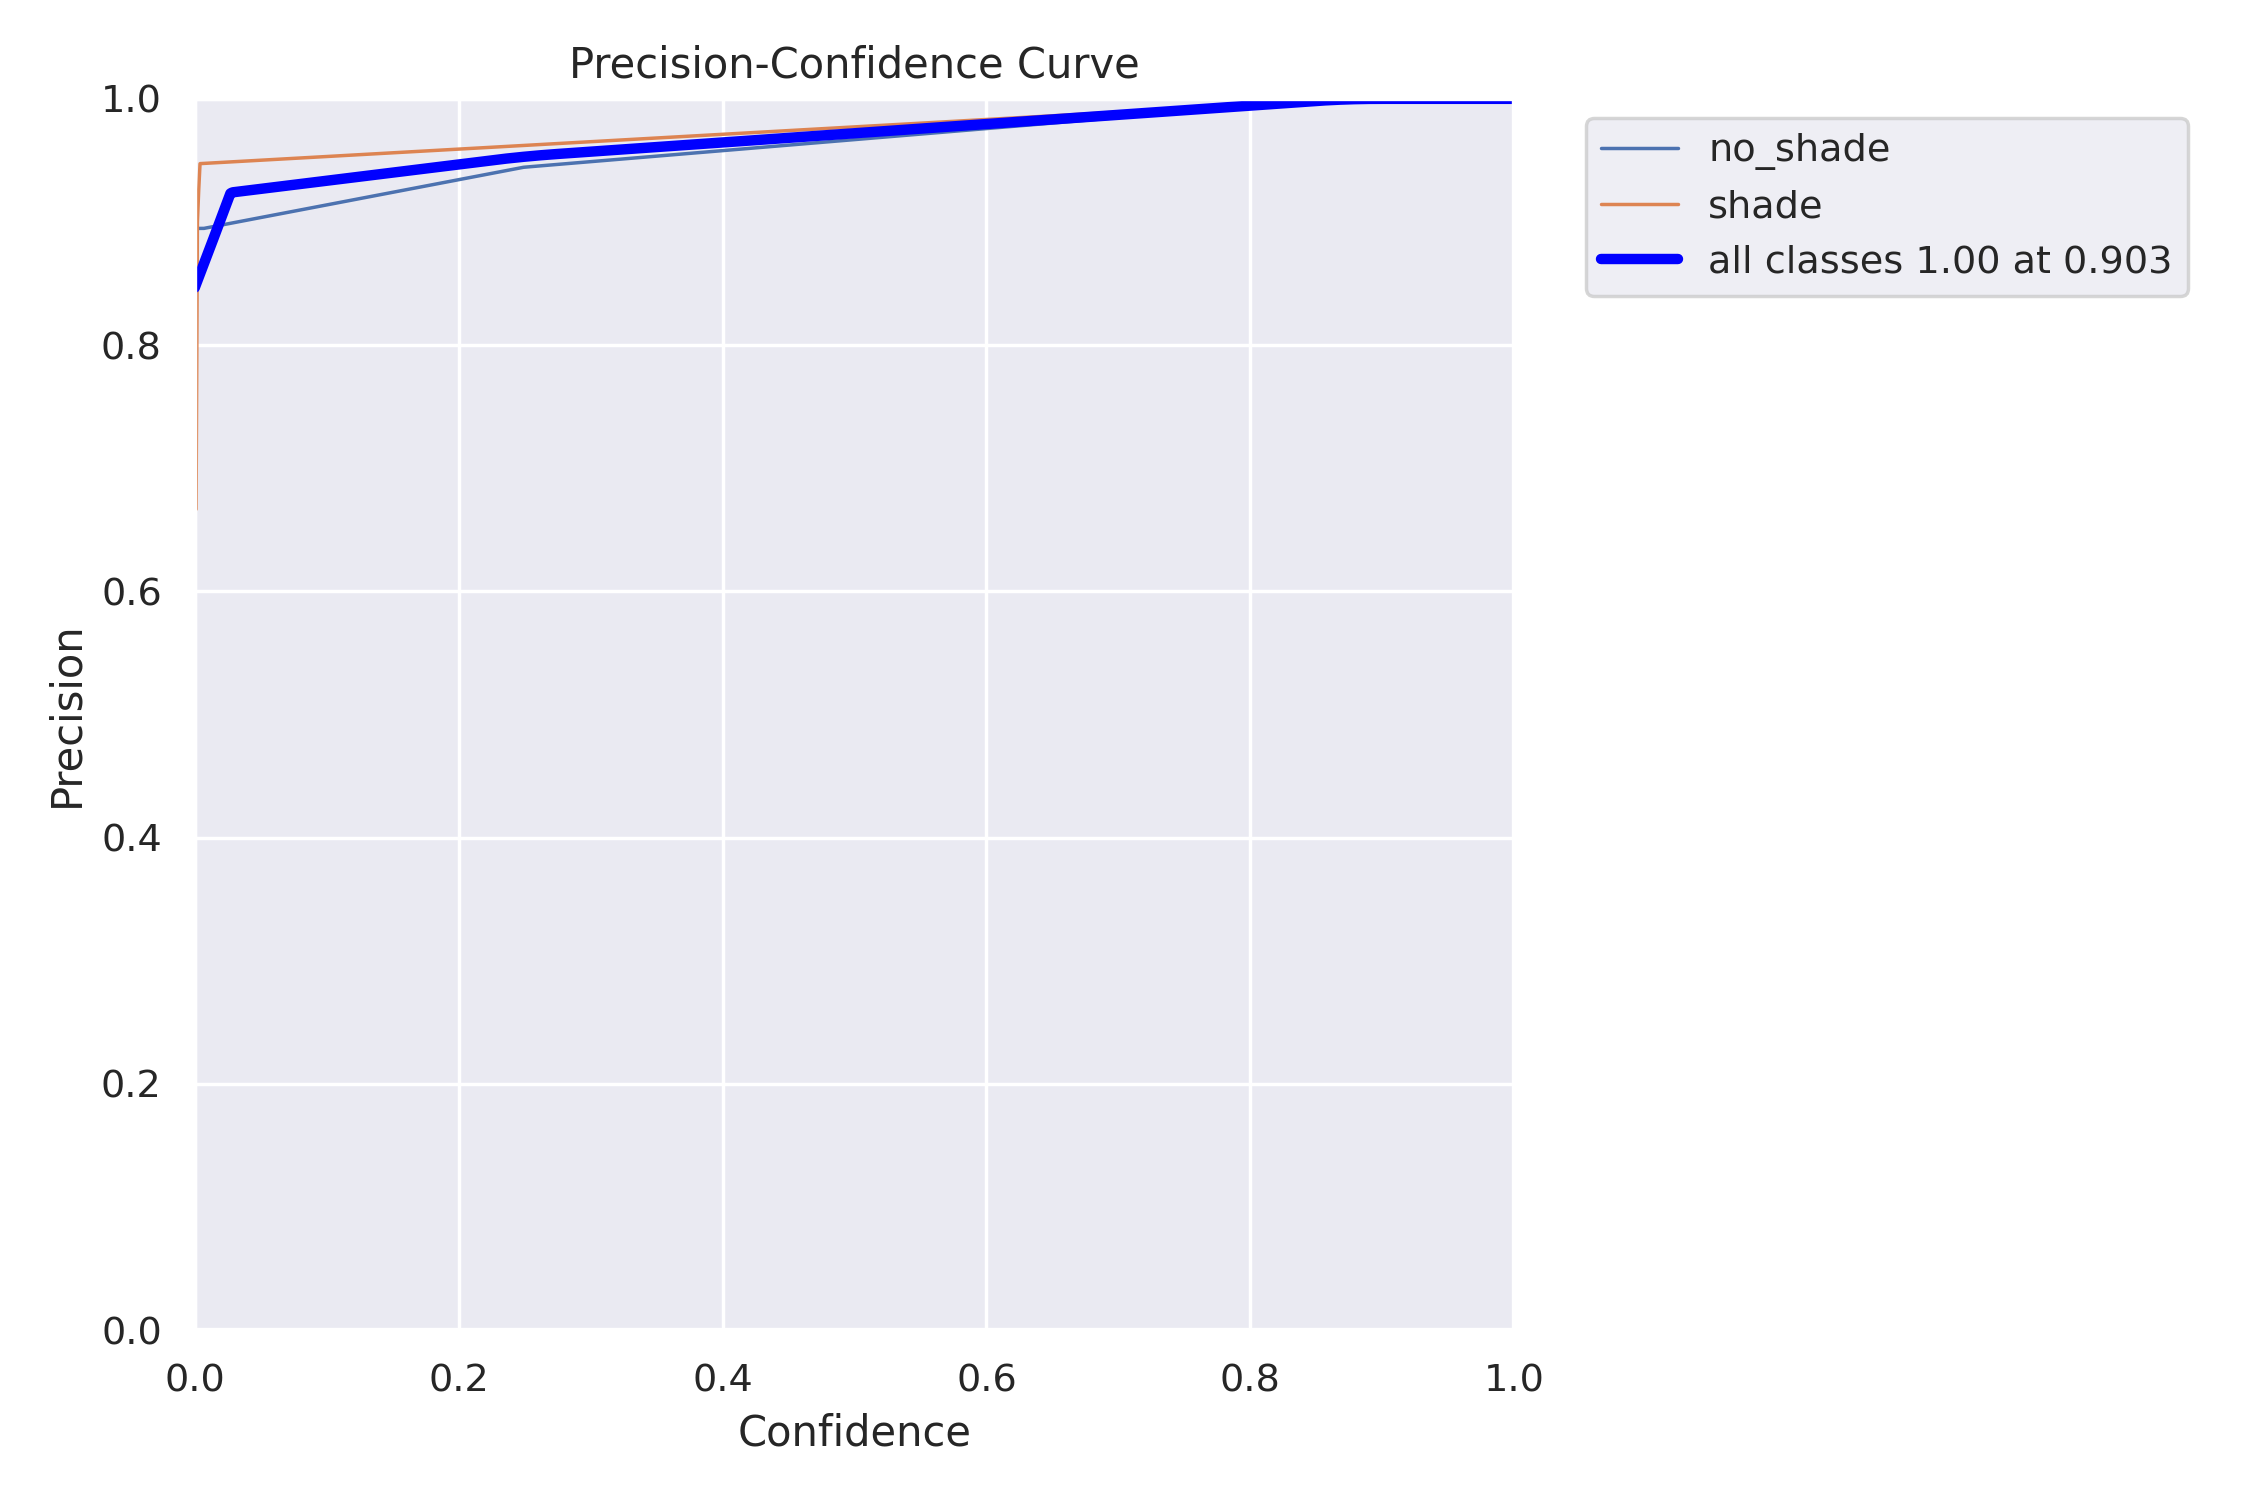 Precision-Confidence Curve
1.0
0.8
0.6
0.4
0.2
0.0
Precision
0.0 0.2 0.4 0.6 0.8 1.0
Confidence
no_shade
shade
all classes 1.00 at 0.903